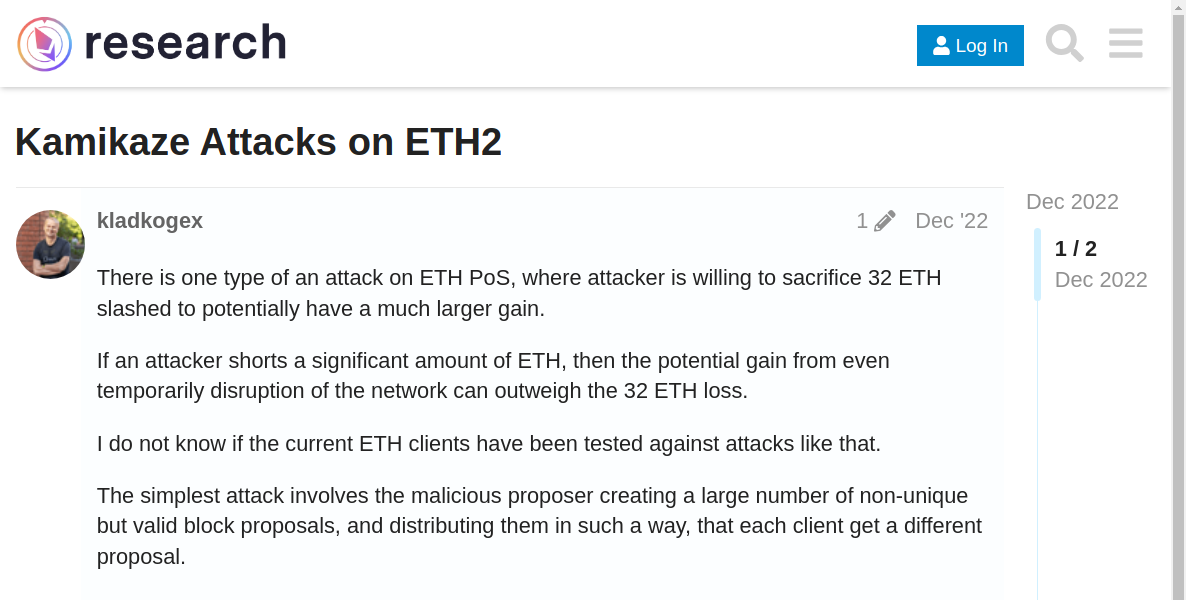 research
Log In
Kamikaze Attacks on ETH2
kladkogex
1
Dec '22
There is one type of an attack on ETH PoS, where attacker is willing to sacrifice 32 ETH
slashed to potentially have a much larger gain.
If an attacker shorts a significant amount of ETH, then the potential gain from even
temporarily disruption of the network can outweigh the 32 ETH loss.
I do not know if the current ETH clients have been tested against attacks like that.
The simplest attack involves the malicious proposer creating a large number of non-unique
but valid block proposals, and distributing them in such a way, that each client get a different
proposal.
Dec 2022
1 / 2
Dec 2022